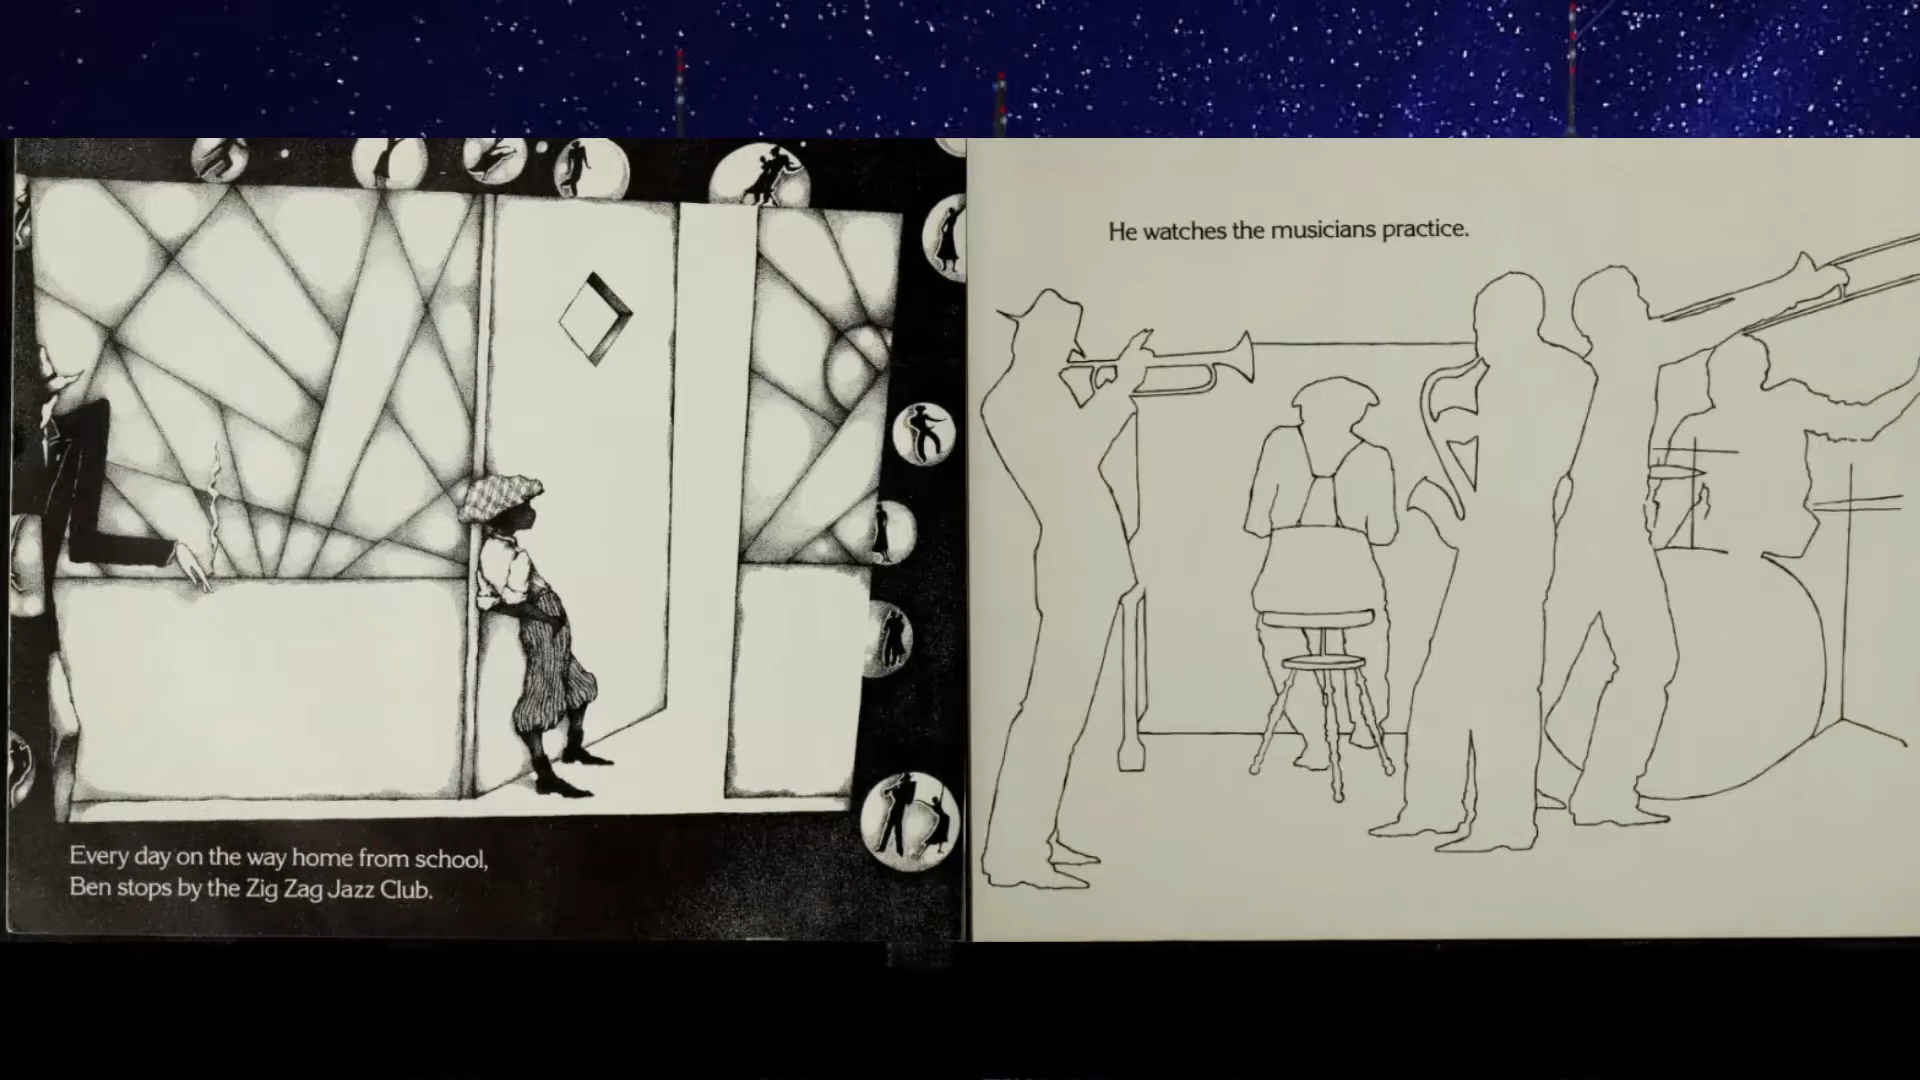 Every day on the way home from school,
Ben stops by the Zig Zag Jazz Club.
He watches the musicians practice.